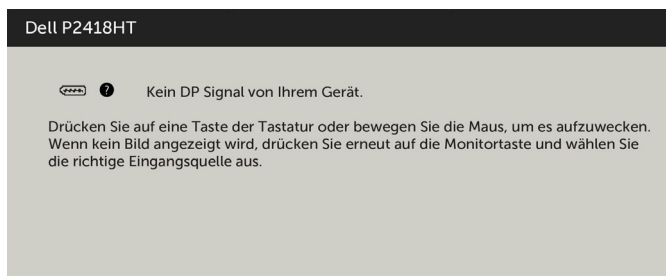 Dell P2418HT
? Kein DP Signal von Ihrem Gerät.
Drücken Sie auf eine Taste der Tastatur oder bewegen Sie die Maus, um es aufzuwecken.
Wenn kein Bild angezeigt wird, drücken Sie erneut auf die Monitortaste und wählen Sie
die richtige Eingangsquelle aus.